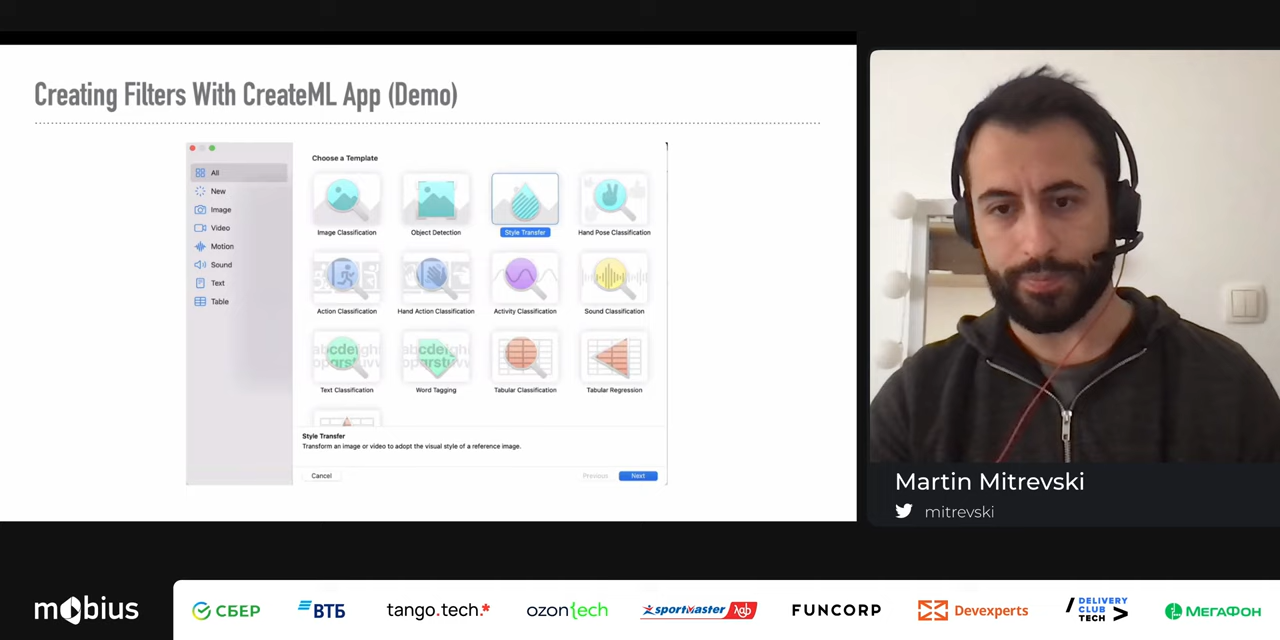 Creating Filters With CreateML App (Demo)
Choose a Template
All
New
Image
Video
Motion
Sound
Text
Table
Image Classification
Object Detection
Style Transfer
Hand Pose Classification
Action Classification
Hand Action Classification
Activity Classification
Sound Classification
Text Classification
Word Tagging
Tabular Classification
Tabular Regression
Style Transfer
Transform an image or video to adopt the visual style of a reference image.
Cancel
Previous
Next
Martin Mitrevski
mitrevski
mobius
СБЕР
ВТБ
tango.tech.*
ozon{tech
sportmaster lab
FUNCORP
Devexperts
DELIVERY
CLUB
TECH
МЕГАФОН